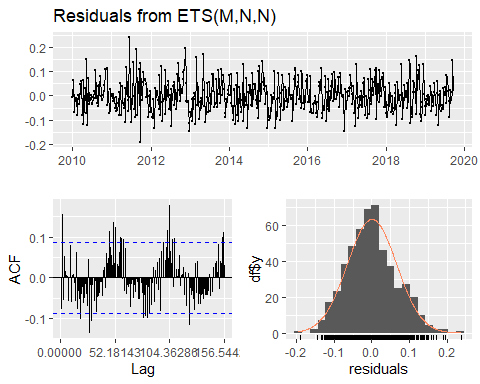 Residuals from ETS(M,N,N)
0.2
0.1
0.0
-0.1
-0.2
2010 2012 2014 2016 2018 2020
0.1
0.0
-0.1
ACF
0.00000 52.18143104.36286156.544
Lag
60
40
20
0
df$y
-0.2 -0.1 0.0 0.1 0.2
residuals